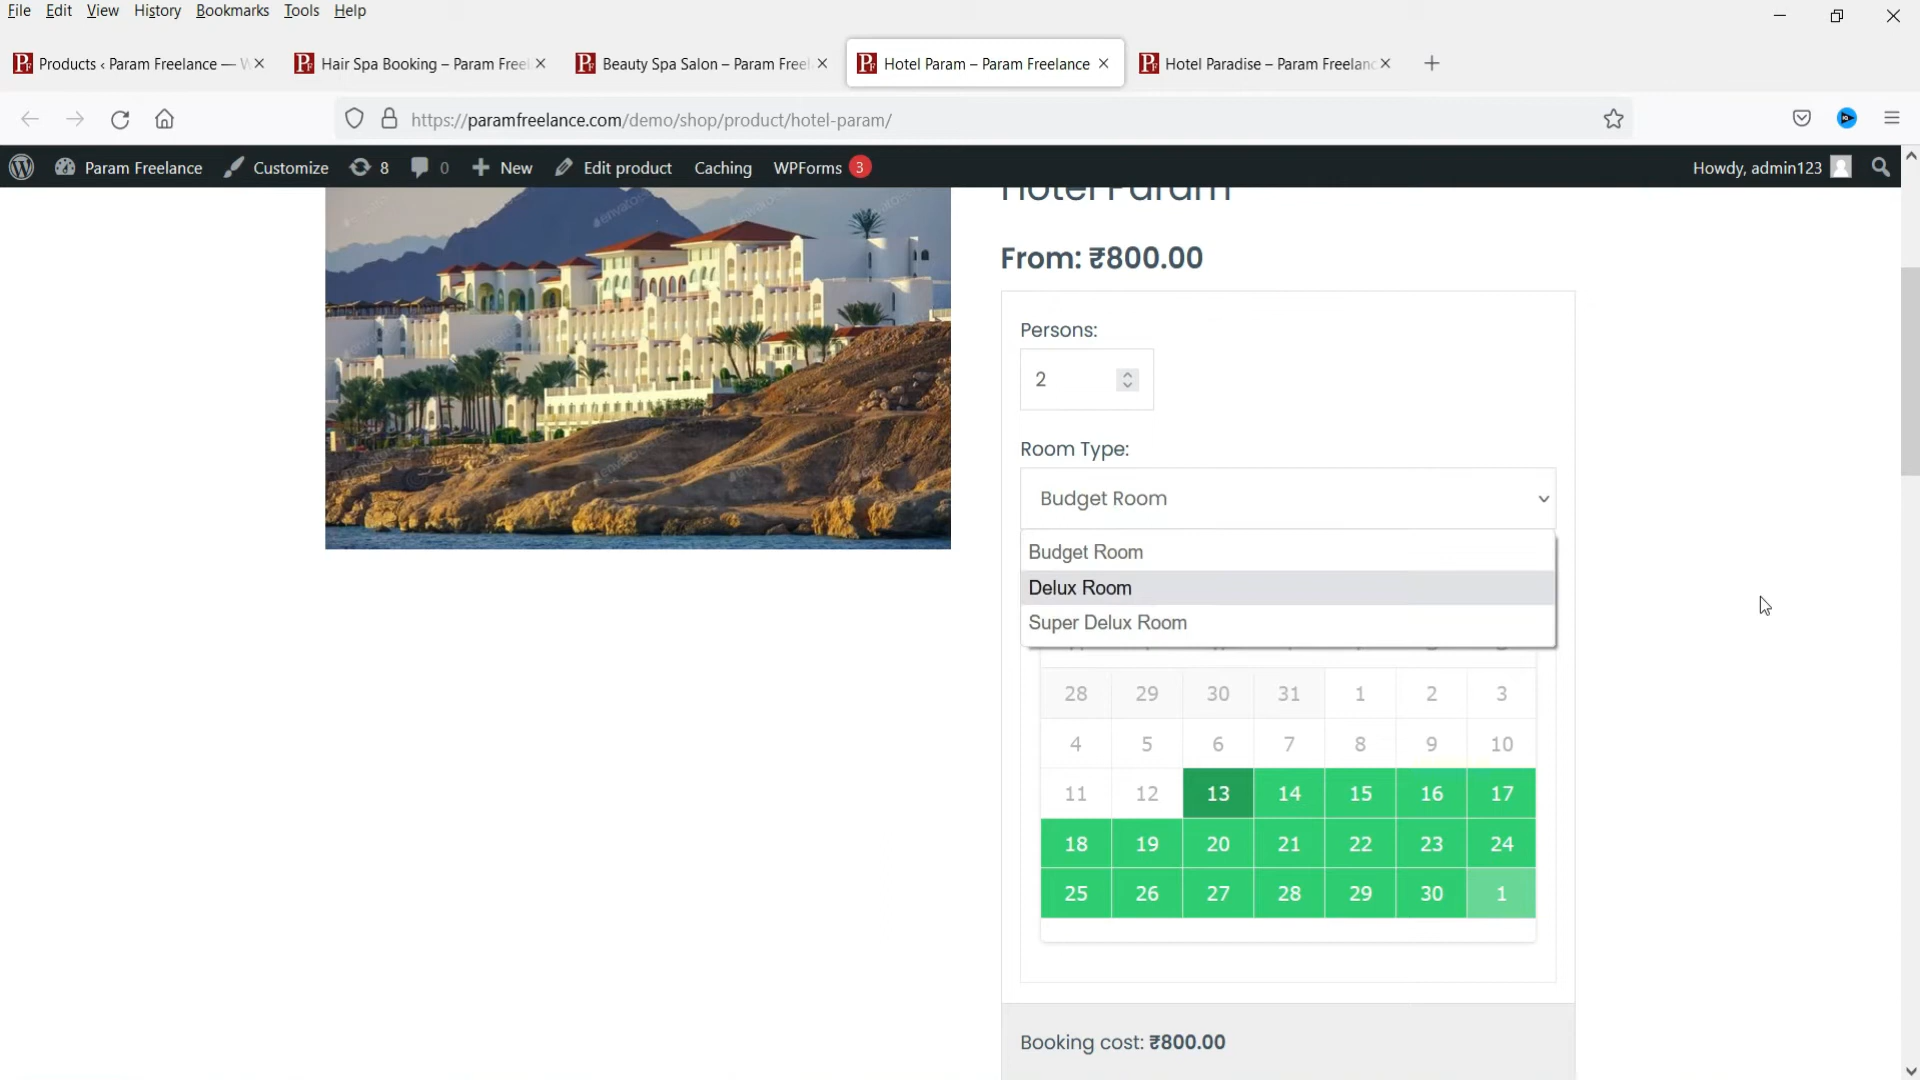 File Edit View History Bookmarks Tools Help
Products ‹ Param Freelance — W
Hair Spa Booking – Param Freel
Beauty Spa Salon – Param Freel
Hotel Param – Param Freelance
Hotel Paradise – Param Freelanc
https://paramfreelance.com/demo/shop/product/hotel-param/
Param Freelance Customize 8 0 New Edit product Caching WPForms 3 Howdy, admin123
Hotel Param
From: ₹800.00
Persons:
2
Room Type:
Budget Room
Budget Room
Delux Room
Super Delux Room
28 29 30 31 1 2 3
4 5 6 7 8 9 10
11 12 13 14 15 16 17
18 19 20 21 22 23 24
25 26 27 28 29 30 1
Booking cost: ₹800.00